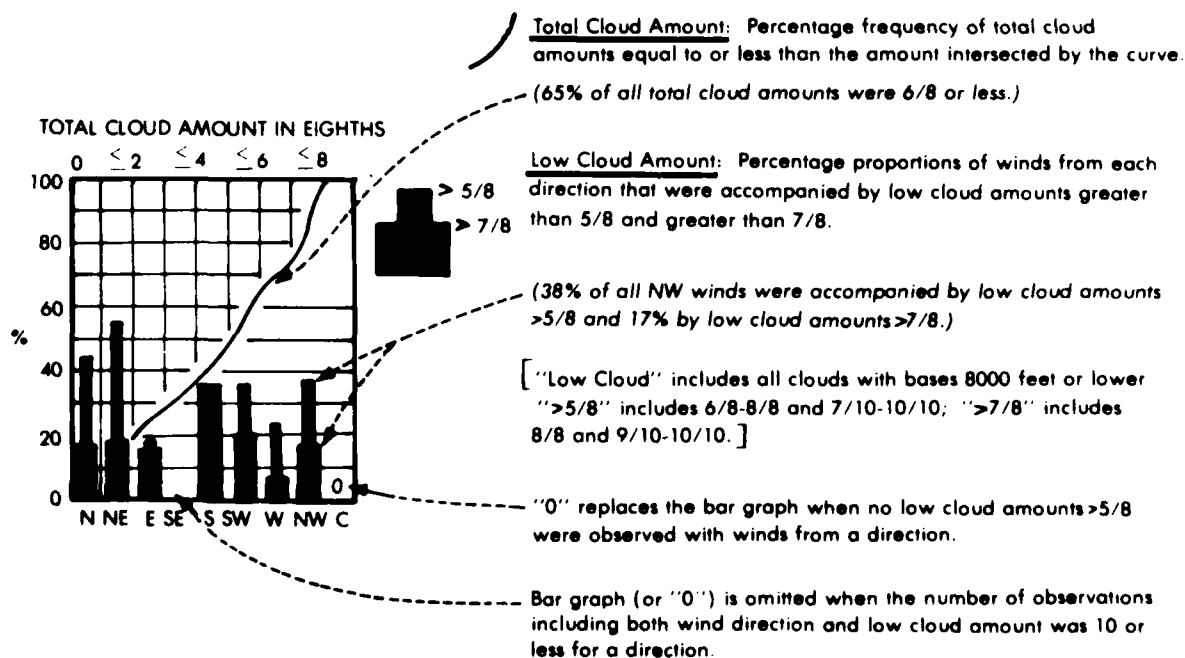 Total Cloud Amount: Percentage frequency of total cloud
amounts equal to or less than the amount intersected by the curve.
(65% of all total cloud amounts were 6/8 or less.)
TOTAL CLOUD AMOUNT IN EIGHTHS
0 ≤2 ≤4 ≤6 ≤8
100
80
60
%
40
20
0
N NE E SE S SW W NW C
0
> 5/8
> 7/8
Low Cloud Amount: Percentage proportions of winds from each
direction that were accompanied by low cloud amounts greater
than 5/8 and greater than 7/8.
(38% of all NW winds were accompanied by low cloud amounts
>5/8 and 17% by low cloud amounts>7/8.)
[ "Low Cloud" includes all clouds with bases 8000 feet or lower
">5/8" includes 6/8-8/8 and 7/10-10/10; ">7/8" includes
8/8 and 9/10-10/10. ]
"0" replaces the bar graph when no low cloud amounts>5/8
were observed with winds from a direction.
Bar graph (or "0") is omitted when the number of observations
including both wind direction and low cloud amount was 10 or
less for a direction.